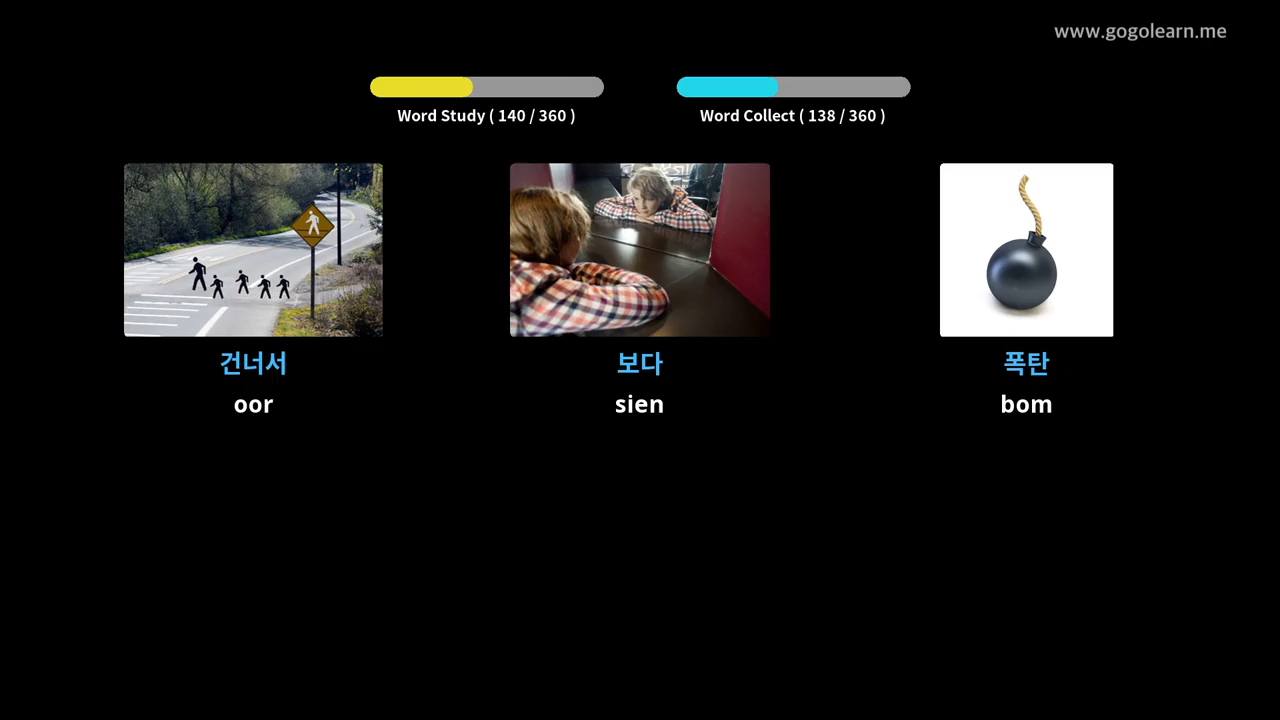 www.gogolearn.me
Word Study ( 140 / 360 )
Word Collect ( 138 / 360 )
건너서
보다
폭탄
oor
sien
bom